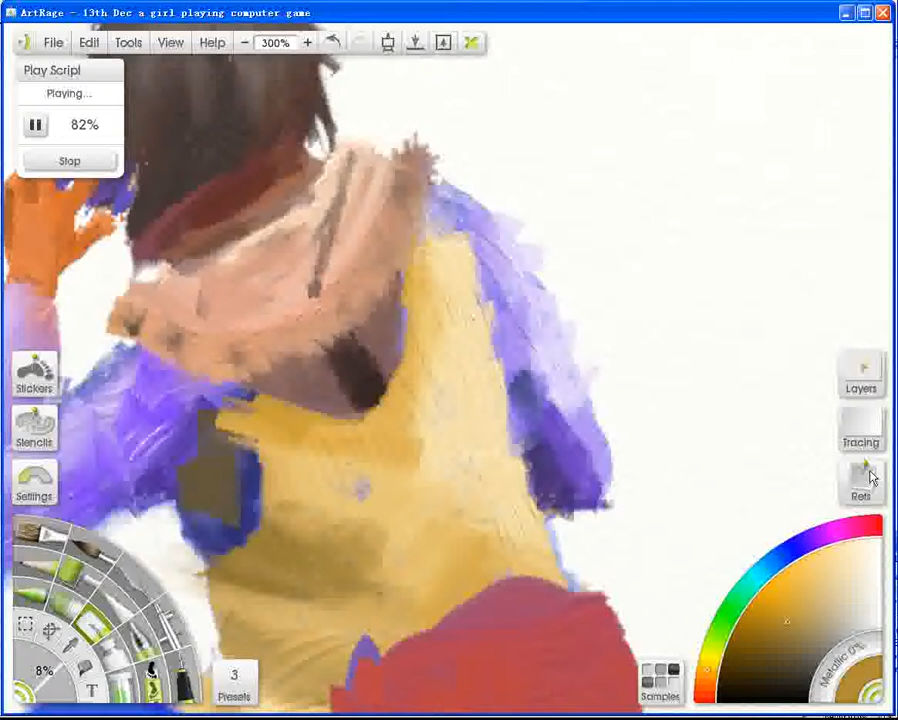 ArtRage - 13th Dec a girl playing computer game
File Edit Tools View Help - 300% +
Play Script
Playing...
82%
Stop
Stickers
Stencils
Settings
Layers
Tracing
Refs
8%
T
3
Presets
Samples
Metallic 0%